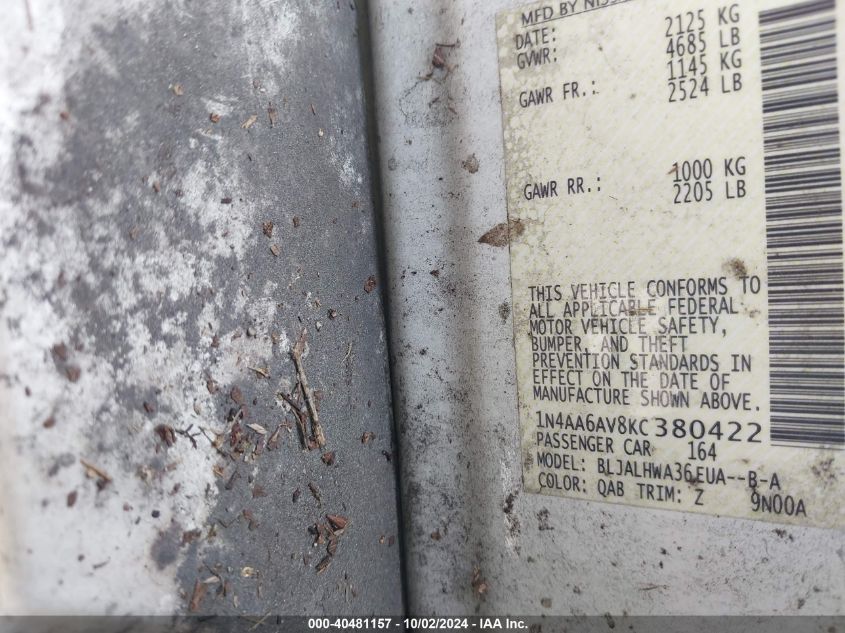 MFD BY NISS
DATE: 2125 KG
GVWR: 4685 LB
1145 KG
GAWR FR.: 2524 LB
1000 KG
GAWR RR.: 2205 LB
THIS VEHICLE CONFORMS TO
ALL APPLICABLE FEDERAL
MOTOR VEHICLE SAFETY,
BUMPER, AND THEFT
PREVENTION STANDARDS IN
EFFECT ON THE DATE OF
MANUFACTURE SHOWN ABOVE.
1N4AA6AV8KC380422
PASSENGER CAR 164
MODEL: BLJALHWA36EUA--B-A
COLOR: QAB TRIM: Z 9N00A
000-40481157 - 10/02/2024 - IAA Inc.